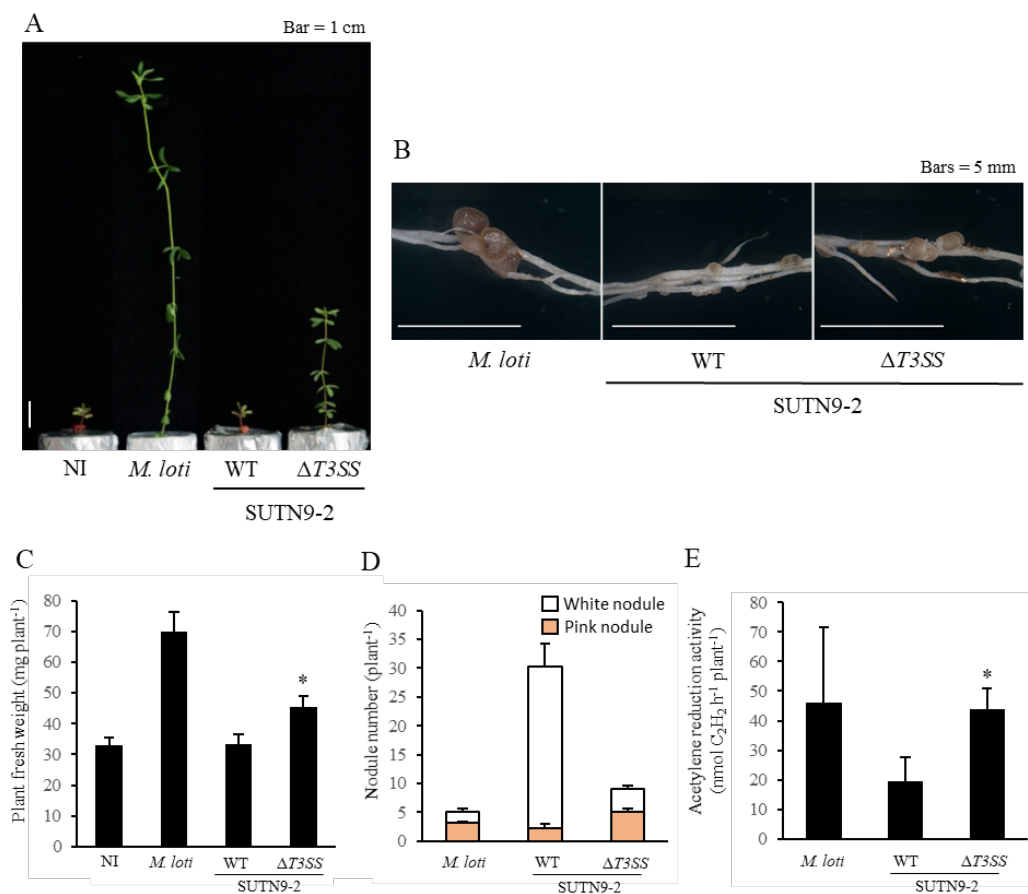 A
Bar = 1 cm
NI M. loti WT ΔT3SS
SUTN9-2
B
Bars = 5 mm
M. loti WT ΔT3SS
SUTN9-2
C
Plant fresh weight (mg plant⁻¹)
80
70
60
50
40
30
20
10
0
*
NI M. loti WT ΔT3SS
SUTN9-2
D
Nodule number (plant⁻¹)
40
35
30
25
20
15
10
5
0
White nodule
Pink nodule
M. loti WT ΔT3SS
SUTN9-2
E
Acetylene reduction activity
(nmol C₂H₂ h⁻¹ plant⁻¹)
80
70
60
50
40
30
20
10
0
*
M. loti WT ΔT3SS
SUTN9-2